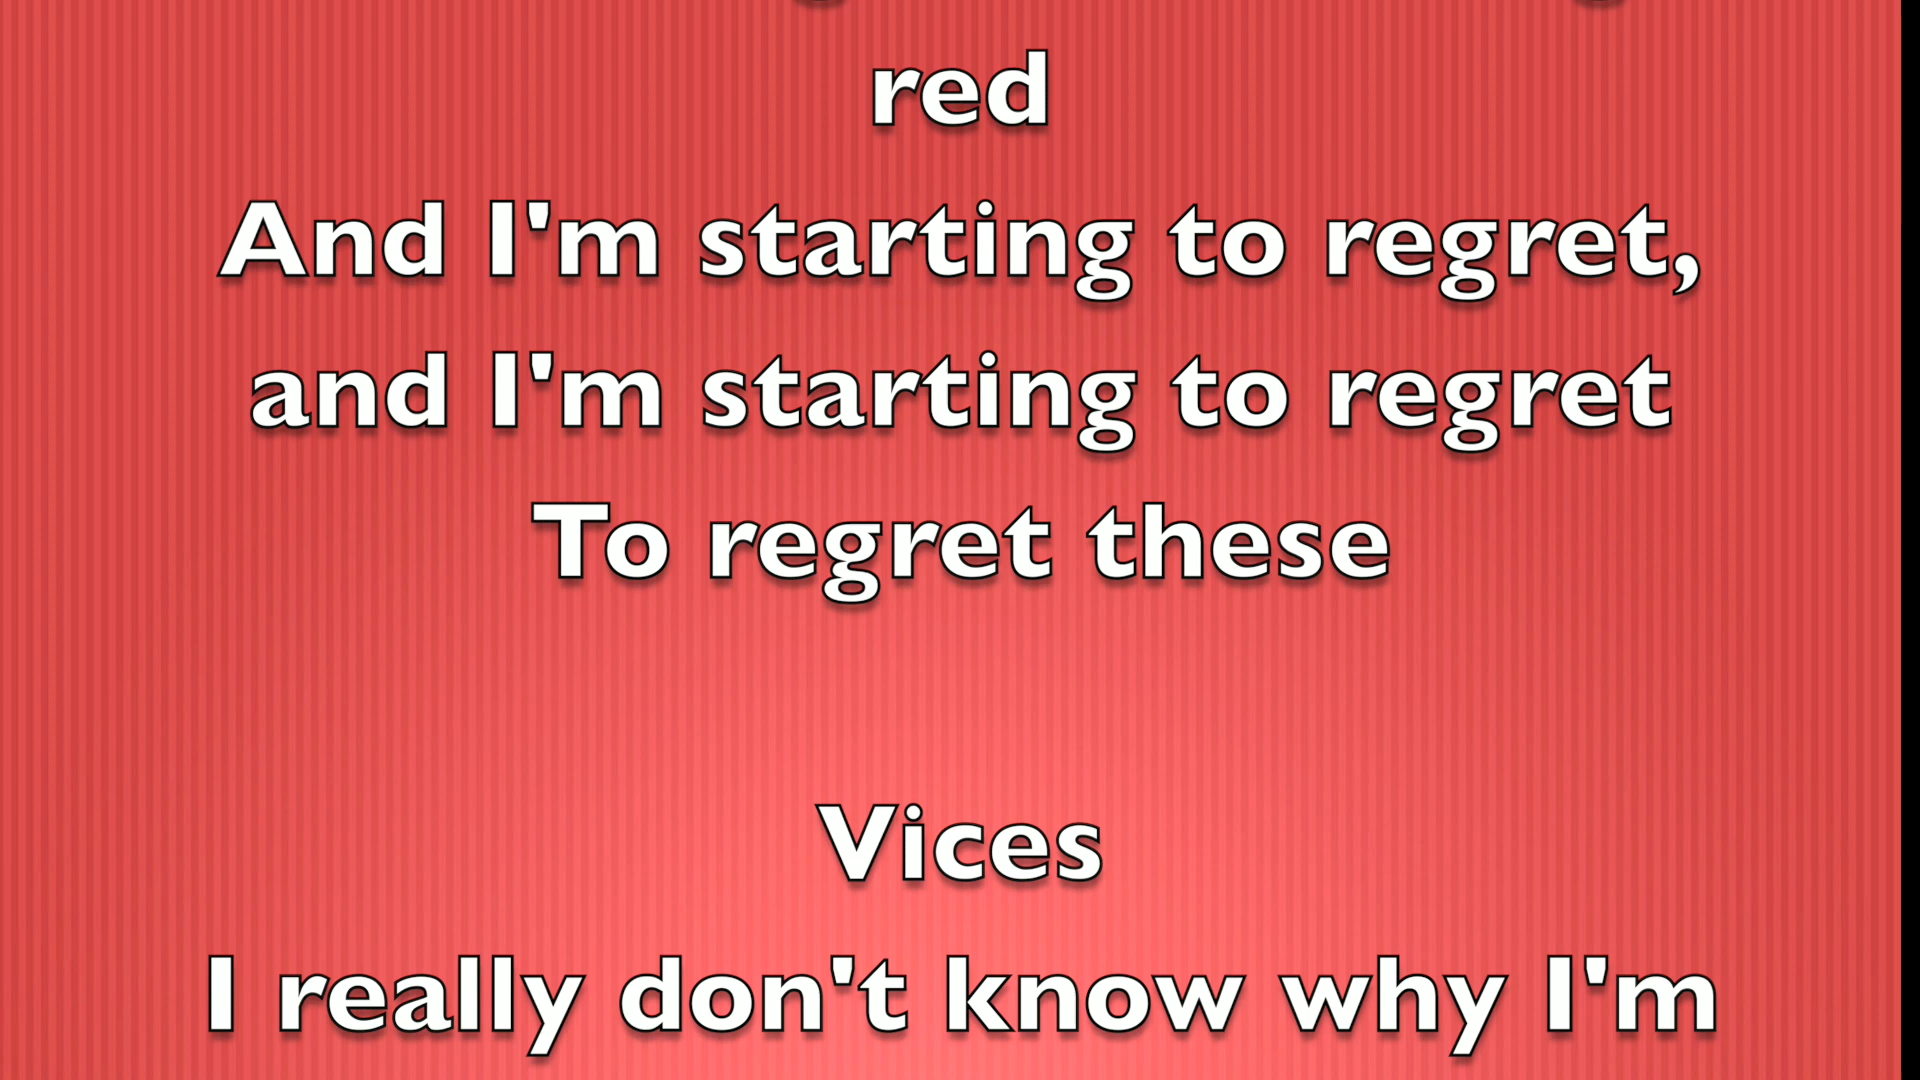 red
And I'm starting to regret,
and I'm starting to regret
To regret these
Vices
I really don't know why I'm